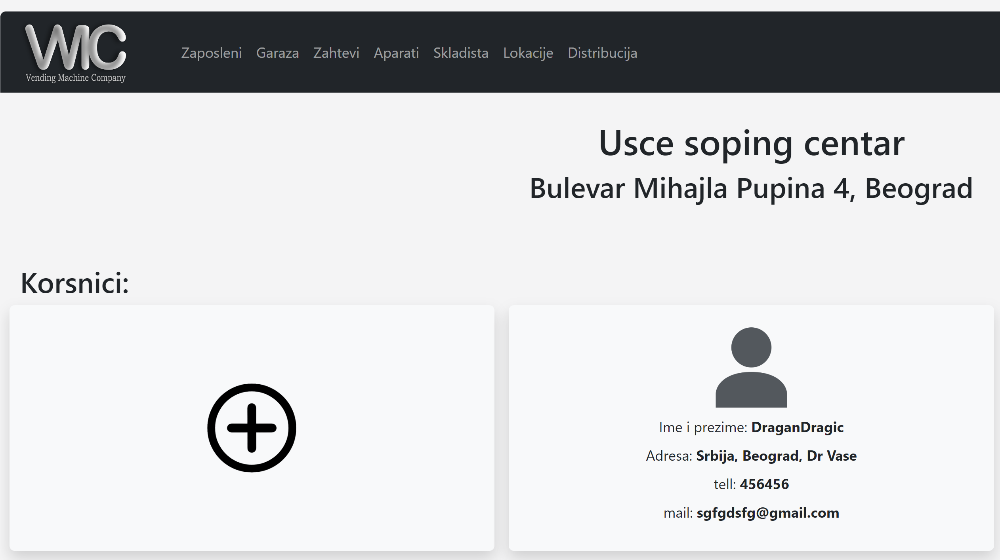 WIC
Vending Machine Company
Zaposleni Garaza Zahtevi Aparati Skladista Lokacije Distribucija
Usce soping centar
Bulevar Mihajla Pupina 4, Beograd
Korsnici:
Ime i prezime: DraganDragic
Adresa: Srbija, Beograd, Dr Vase
tell: 456456
mail: sgfgdsfg@gmail.com